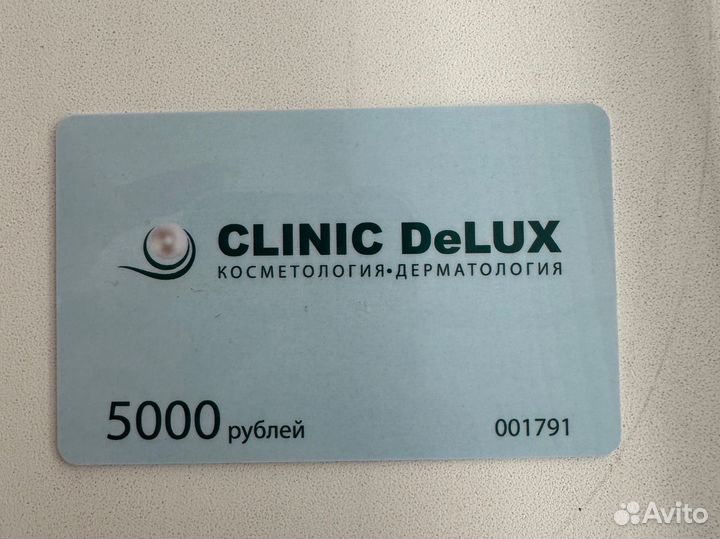 CLINIC DeLUX
КОСМЕТОЛОГИЯ•ДЕРМАТОЛОГИЯ
5000 рублей 001791
Avito